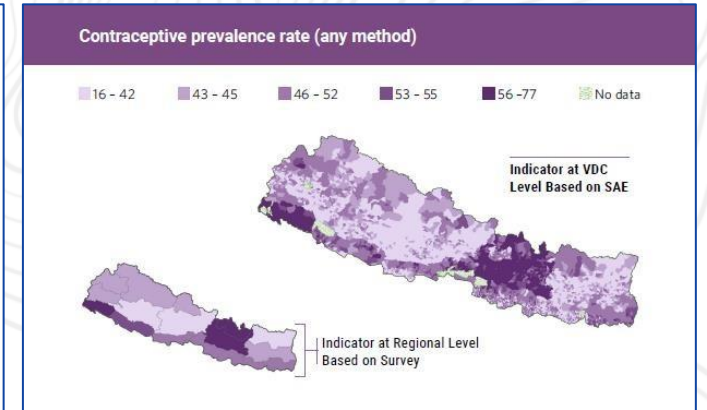 Contraceptive prevalence rate (any method)
16 – 42
43 – 45
46 – 52
53 – 55
56 –77
No data
Indicator at VDC
Level Based on SAE
Indicator at Regional Level
Based on Survey